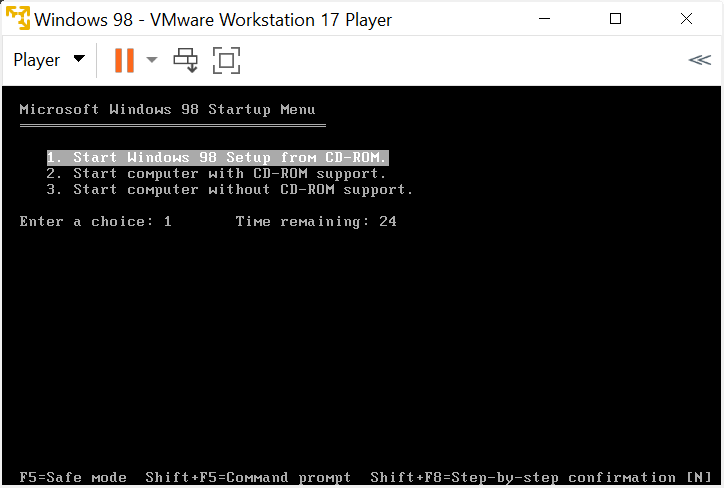 Windows 98 - VMware Workstation 17 Player
Player
Microsoft Windows 98 Startup Menu
1. Start Windows 98 Setup from CD-ROM.
2. Start computer with CD-ROM support.
3. Start computer without CD-ROM support.
Enter a choice: 1 Time remaining: 24
F5=Safe mode Shift+F5=Command prompt Shift+F8=Step-by-step confirmation [N]